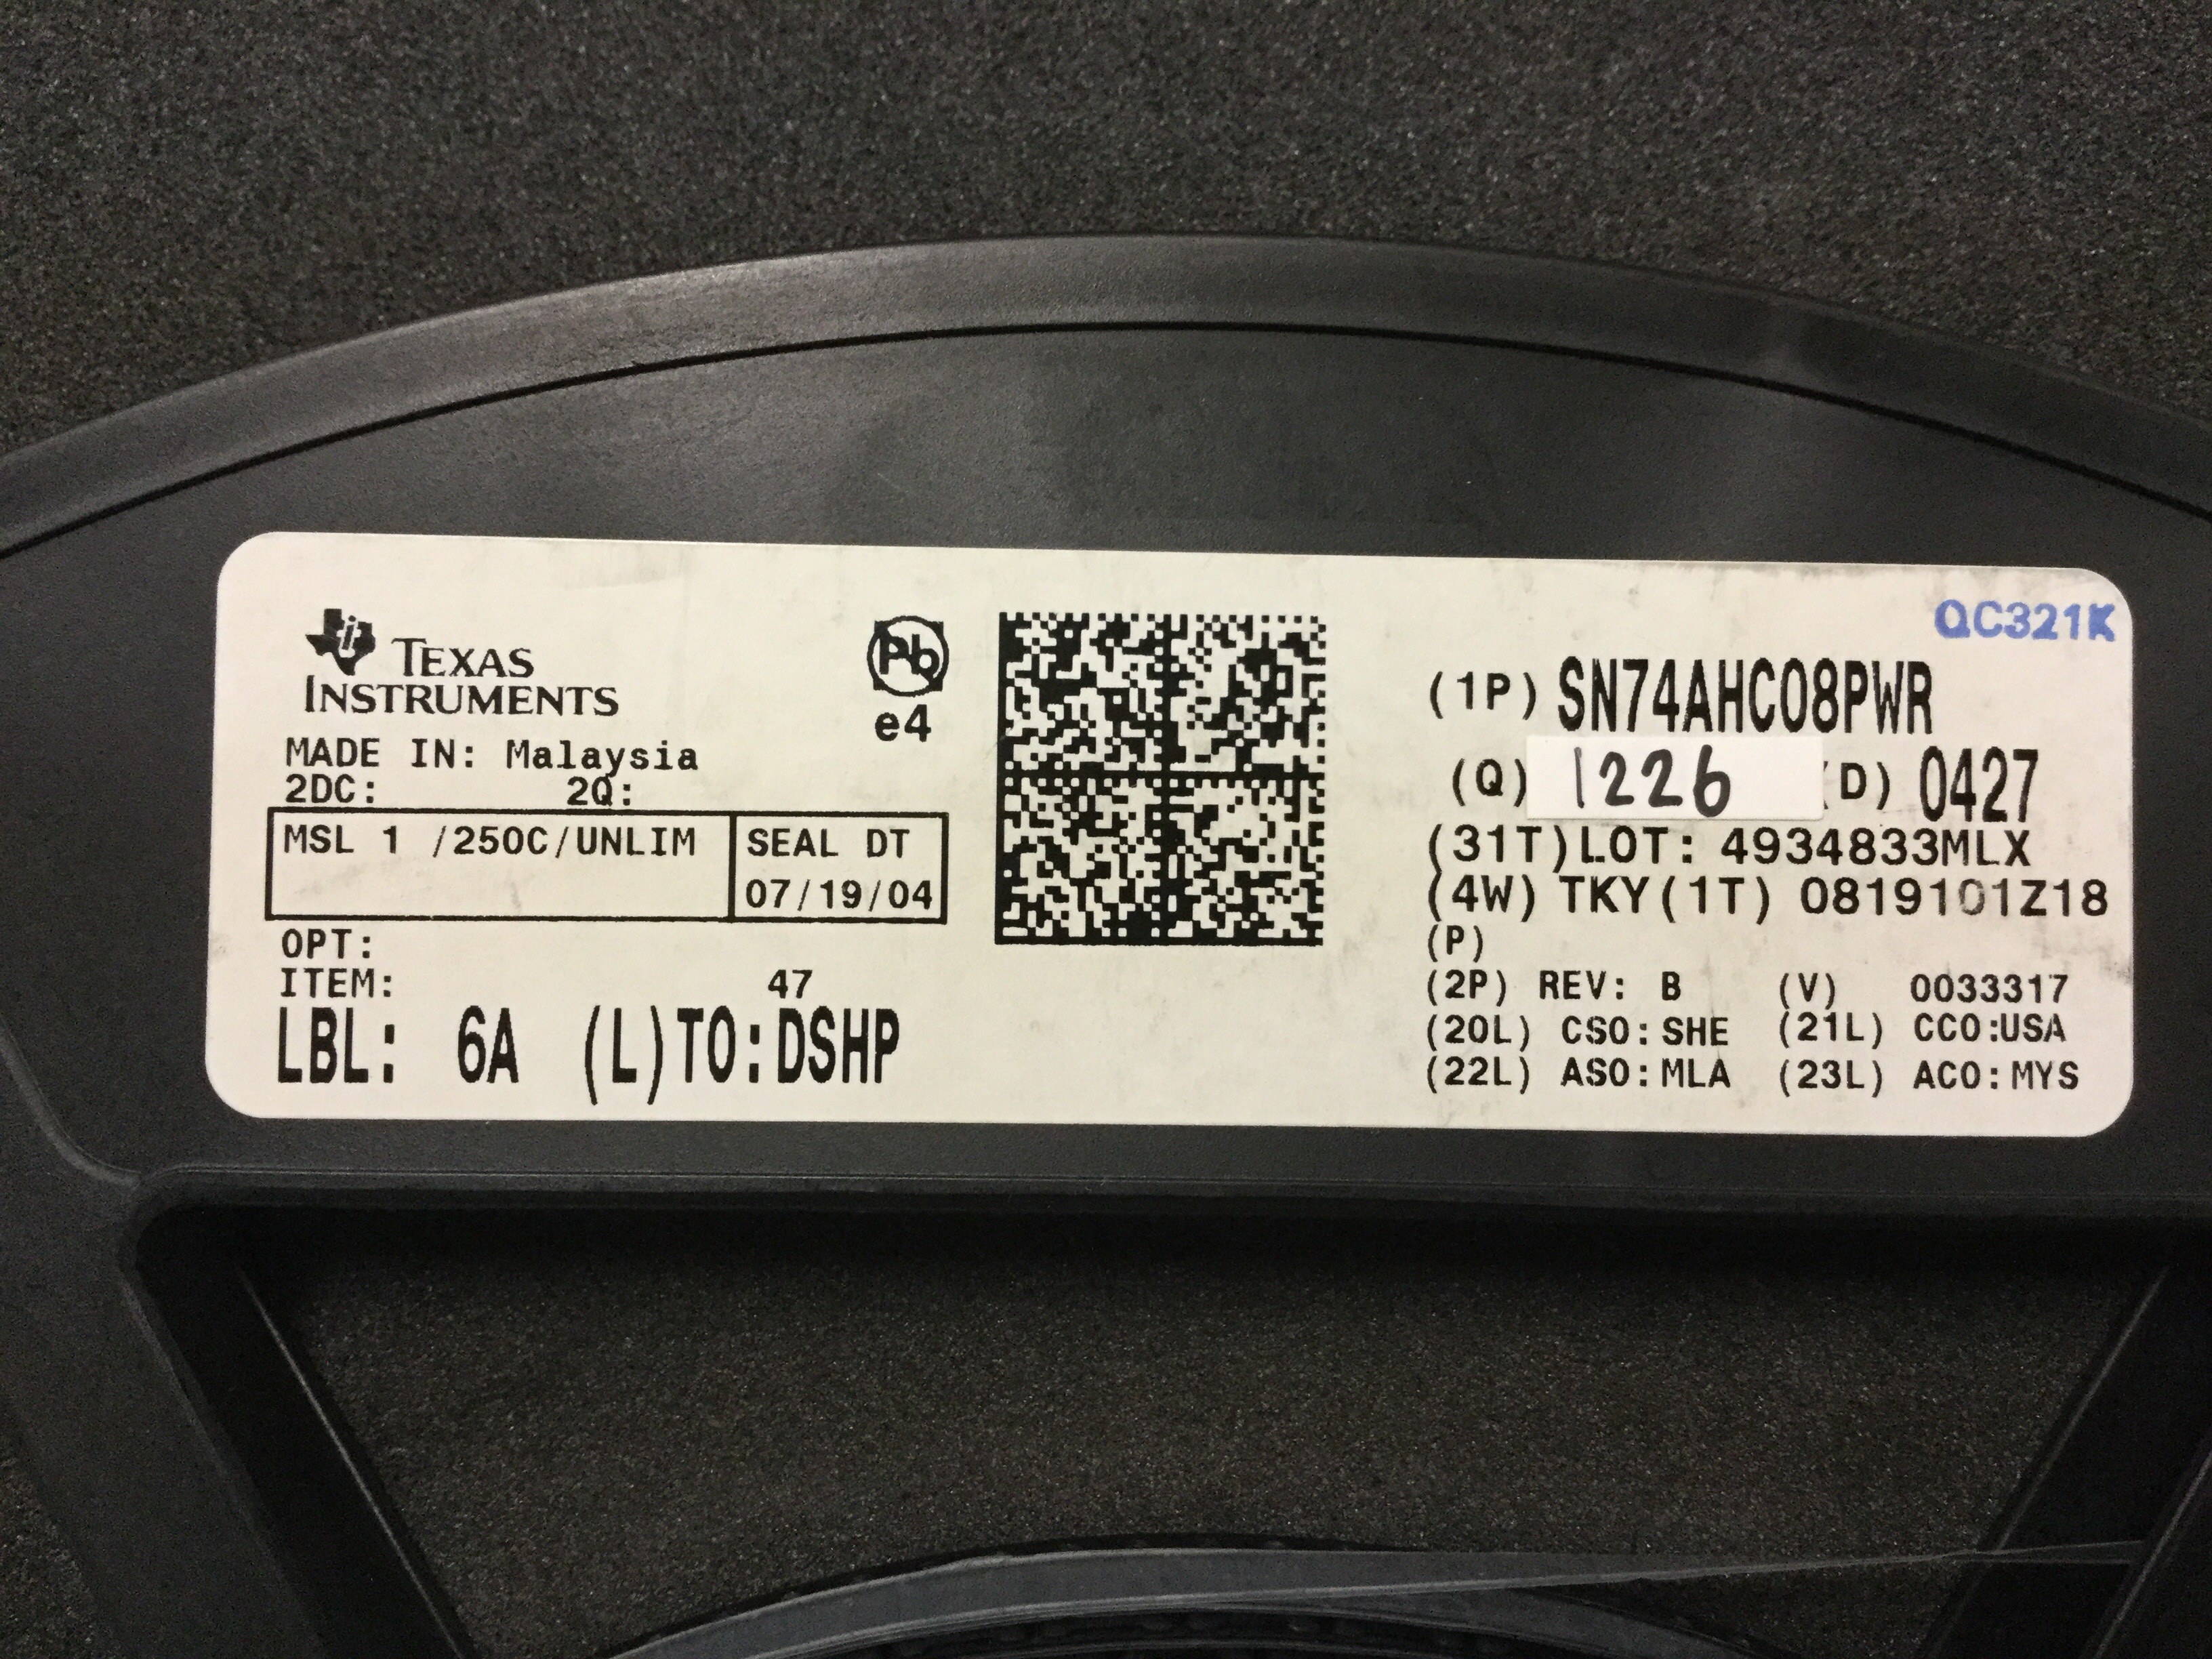 TEXAS
INSTRUMENTS
MADE IN: Malaysia
2DC: 2Q:
MSL 1 /250C/UNLIM
SEAL DT
07/19/04
OPT:
ITEM: 47
LBL: 6A (L)TO:DSHP
Pb
e4
QC321K
(1P) SN74AHC08PWR
(Q) 1226 (D) 0427
(31T)LOT: 4934833MLX
(4W) TKY(1T) 0819101Z18
(P)
(2P) REV: B (V) 0033317
(20L) CSO:SHE (21L) CCO:USA
(22L) ASO:MLA (23L) ACO:MYS